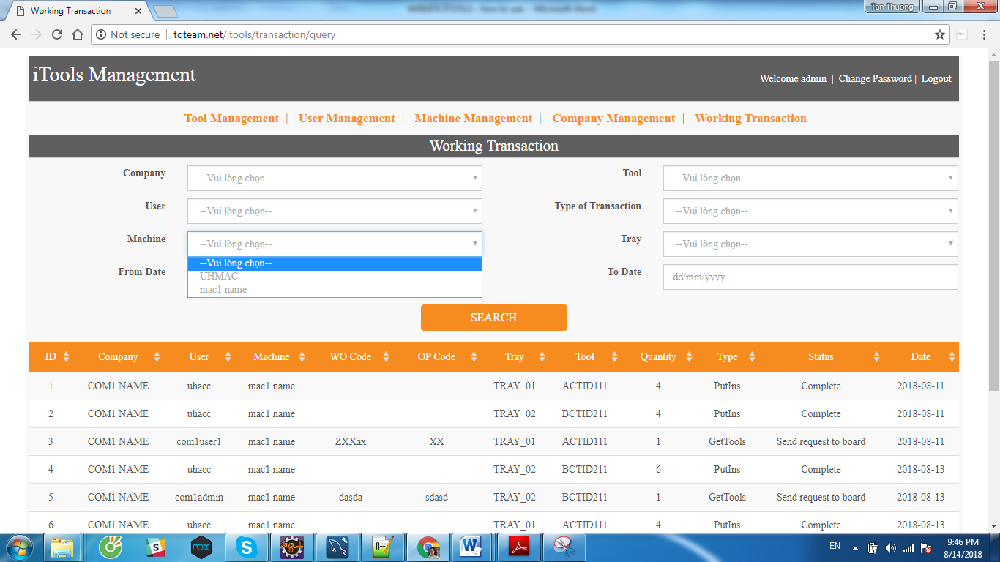 Working Transaction
Tan Thuong
Not secure | tqteam.net/itools/transaction/query
iTools Management
Welcome admin | Change Password | Logout
Tool Management | User Management | Machine Management | Company Management | Working Transaction
Working Transaction
Company --Vui lòng chọn-- Tool --Vui lòng chọn--
User --Vui lòng chọn-- Type of Transaction --Vui lòng chọn--
Machine --Vui lòng chọn-- Tray --Vui lòng chọn--
--Vui lòng chọn--
From Date To Date dd/mm/yyyy
UHMAC
mac1 name
SEARCH
ID Company User Machine WO Code OP Code Tray Tool Quantity Type Status Date
1 COM1 NAME uhacc mac1 name TRAY_01 ACTID111 4 PutIns Complete 2018-08-11
2 COM1 NAME uhacc mac1 name TRAY_02 BCTID211 4 PutIns Complete 2018-08-11
3 COM1 NAME com1user1 mac1 name ZXXax XX TRAY_01 ACTID111 1 GetTools Send request to board 2018-08-11
4 COM1 NAME uhacc mac1 name TRAY_02 BCTID211 6 PutIns Complete 2018-08-13
5 COM1 NAME com1admin mac1 name dasda sdasd TRAY_02 BCTID211 1 GetTools Send request to board 2018-08-13
6 COM1 NAME uhacc mac1 name TRAY_01 ACTID111 4 PutIns Complete 2018-08-13
EN 9:46 PM
8/14/2018